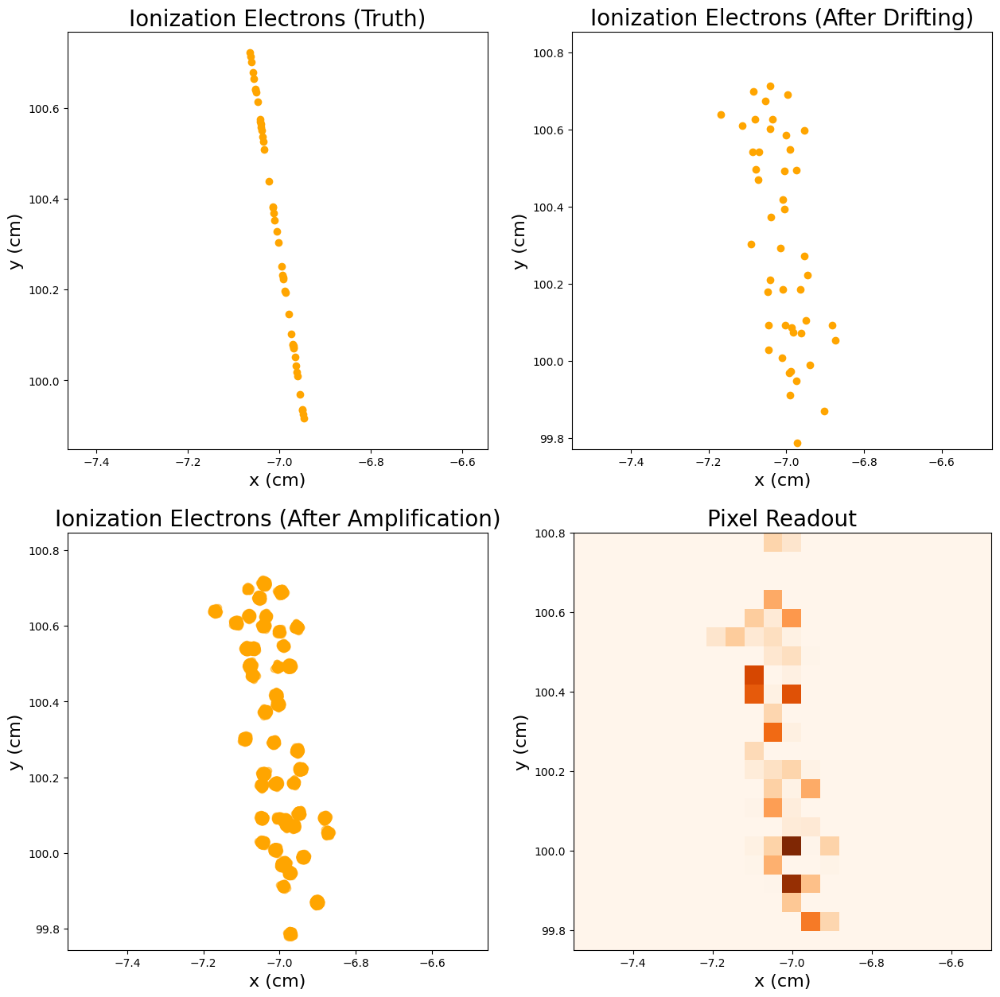 Ionization Electrons (Truth)
100.6
100.4
100.2
100.0
y (cm)
−7.4 −7.2 −7.0 −6.8 −6.6
x (cm)
Ionization Electrons (After Drifting)
100.8
100.6
100.4
100.2
100.0
99.8
y (cm)
−7.4 −7.2 −7.0 −6.8 −6.6
x (cm)
Ionization Electrons (After Amplification)
100.8
100.6
100.4
100.2
100.0
99.8
y (cm)
−7.4 −7.2 −7.0 −6.8 −6.6
x (cm)
Pixel Readout
100.8
100.6
100.4
100.2
100.0
99.8
y (cm)
−7.4 −7.2 −7.0 −6.8 −6.6
x (cm)